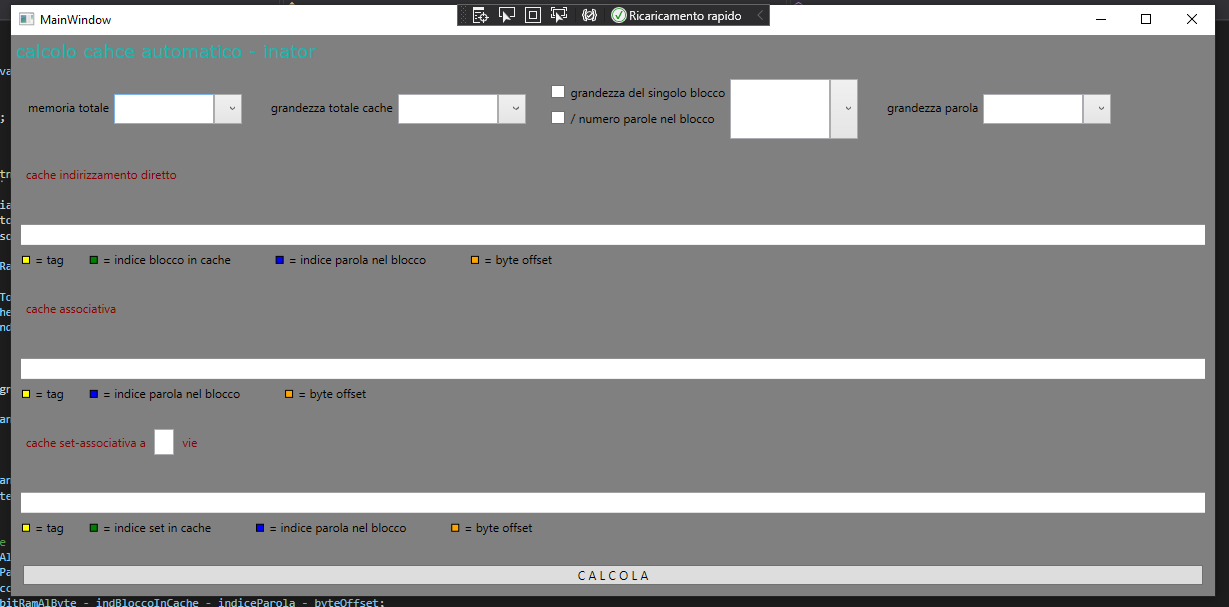 MainWindow
Ricaricamento rapido
calcolo cahce automatico - inator
memoria totale
grandezza totale cache
grandezza del singolo blocco
/ numero parole nel blocco
grandezza parola
cache indirizzamento diretto
= tag = indice blocco in cache = indice parola nel blocco = byte offset
cache associativa
= tag = indice parola nel blocco = byte offset
cache set-associativa a vie
= tag = indice set in cache = indice parola nel blocco = byte offset
CALCOLA
bitRamAlByte - indBloccoInCache - indiceParola - byteOffset;